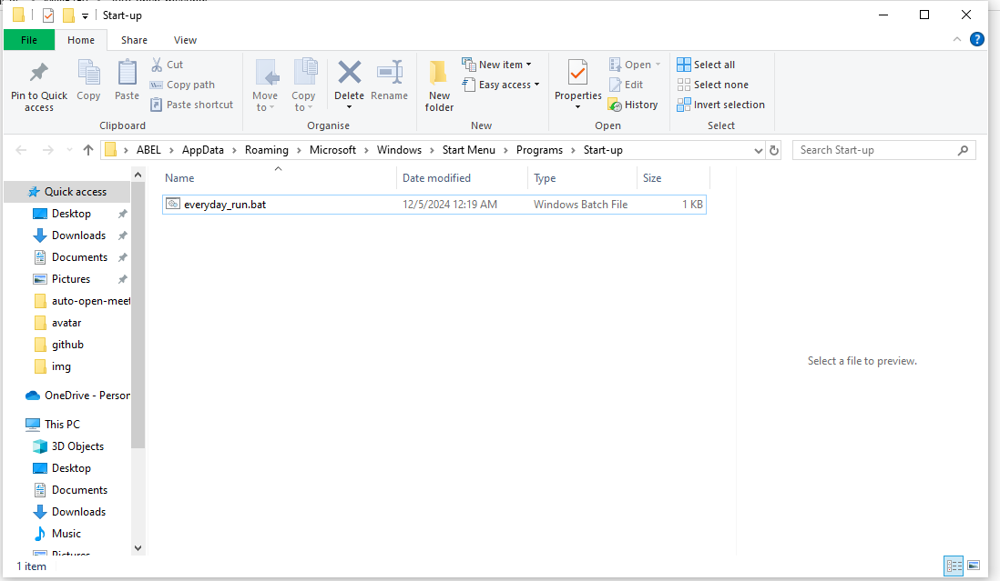 Start-up
File Home Share View
Pin to Quick access
Copy
Paste
Cut
Copy path
Paste shortcut
Clipboard
Move to
Copy to
Delete
Rename
Organise
New folder
New item
Easy access
New
Properties
Open
Edit
History
Open
Select all
Select none
Invert selection
Select
ABEL > AppData > Roaming > Microsoft > Windows > Start Menu > Programs > Start-up
Search Start-up
Name Date modified Type Size
everyday_run.bat 12/5/2024 12:19 AM Windows Batch File 1 KB
Quick access
Desktop
Downloads
Documents
Pictures
auto-open-meet
avatar
github
img
OneDrive - Person
This PC
3D Objects
Desktop
Documents
Downloads
Music
Pictures
Select a file to preview.
1 item